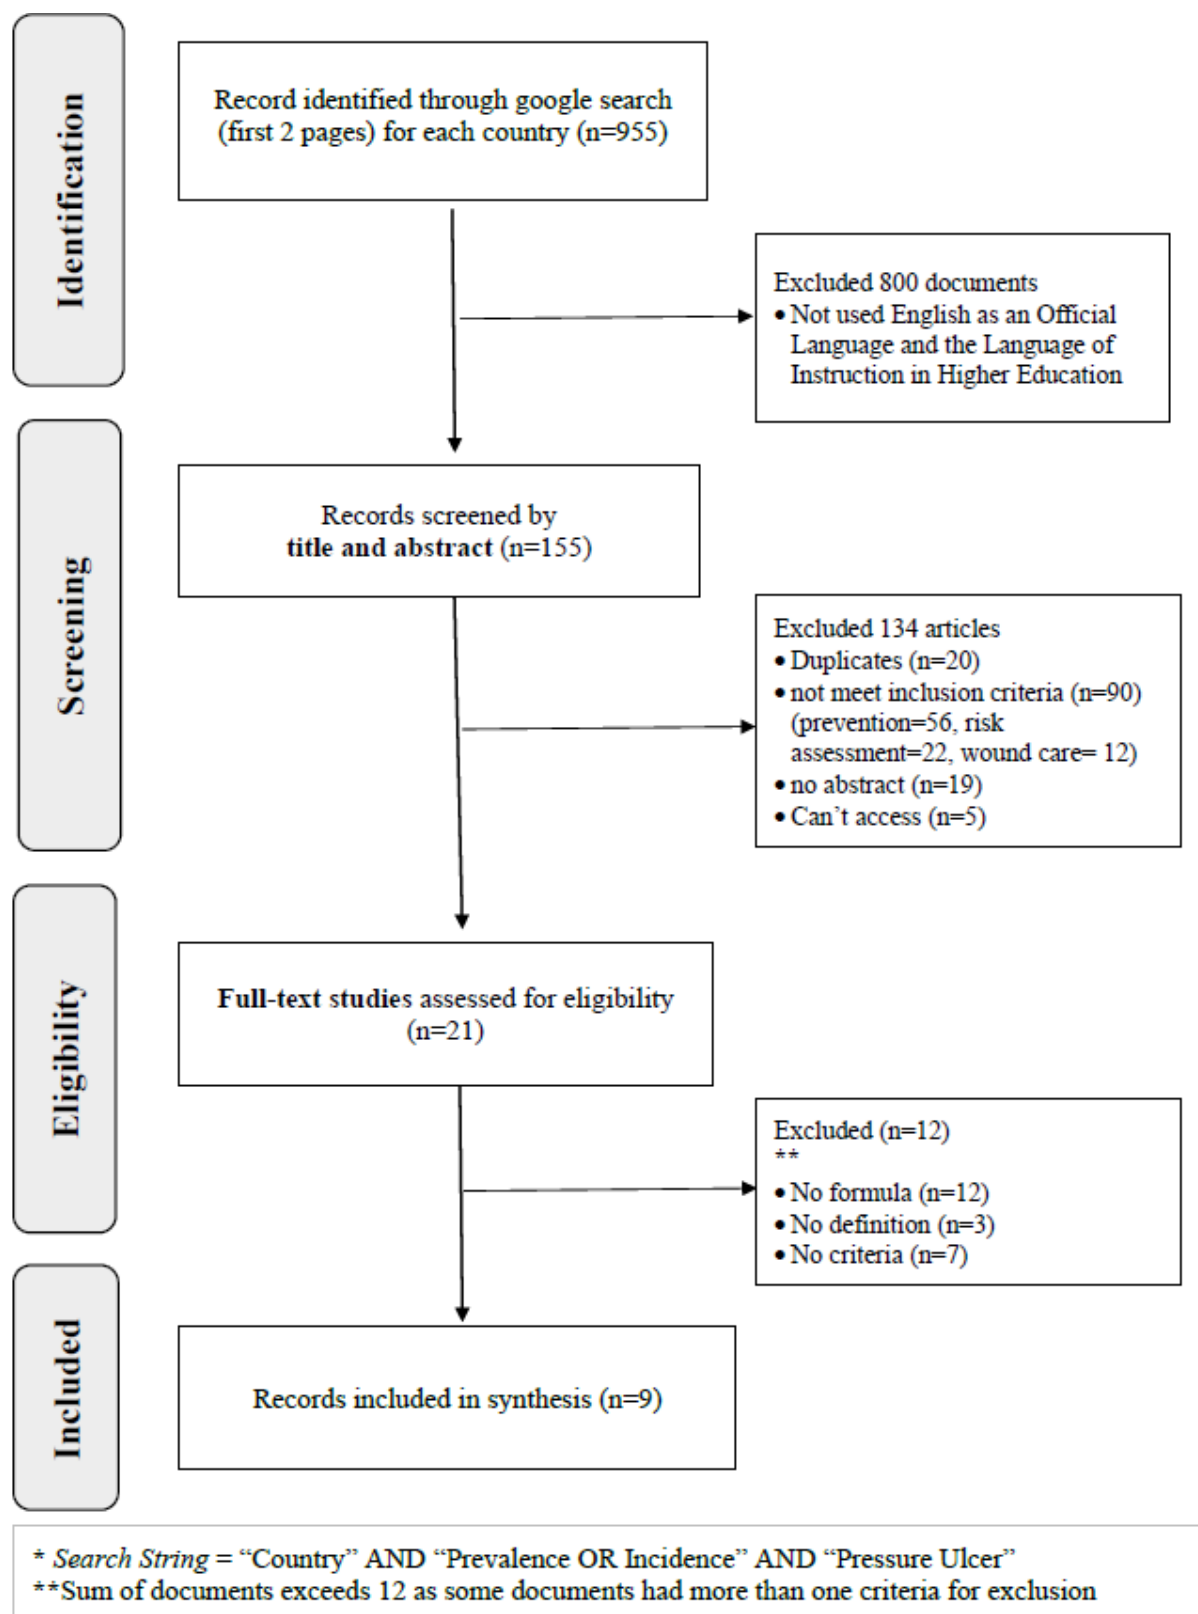 Identification
Record identified through google search
(first 2 pages) for each country (n=955)
Excluded 800 documents
• Not used English as an Official
Language and the Language of
Instruction in Higher Education
Screening
Records screened by
title and abstract (n=155)
Excluded 134 articles
• Duplicates (n=20)
• not meet inclusion criteria (n=90)
(prevention=56, risk
assessment=22, wound care= 12)
• no abstract (n=19)
• Can’t access (n=5)
Eligibility
Full-text studies assessed for eligibility
(n=21)
Excluded (n=12)
**
• No formula (n=12)
• No definition (n=3)
• No criteria (n=7)
Included
Records included in synthesis (n=9)
* Search String = “Country” AND “Prevalence OR Incidence” AND “Pressure Ulcer”
**Sum of documents exceeds 12 as some documents had more than one criteria for exclusion